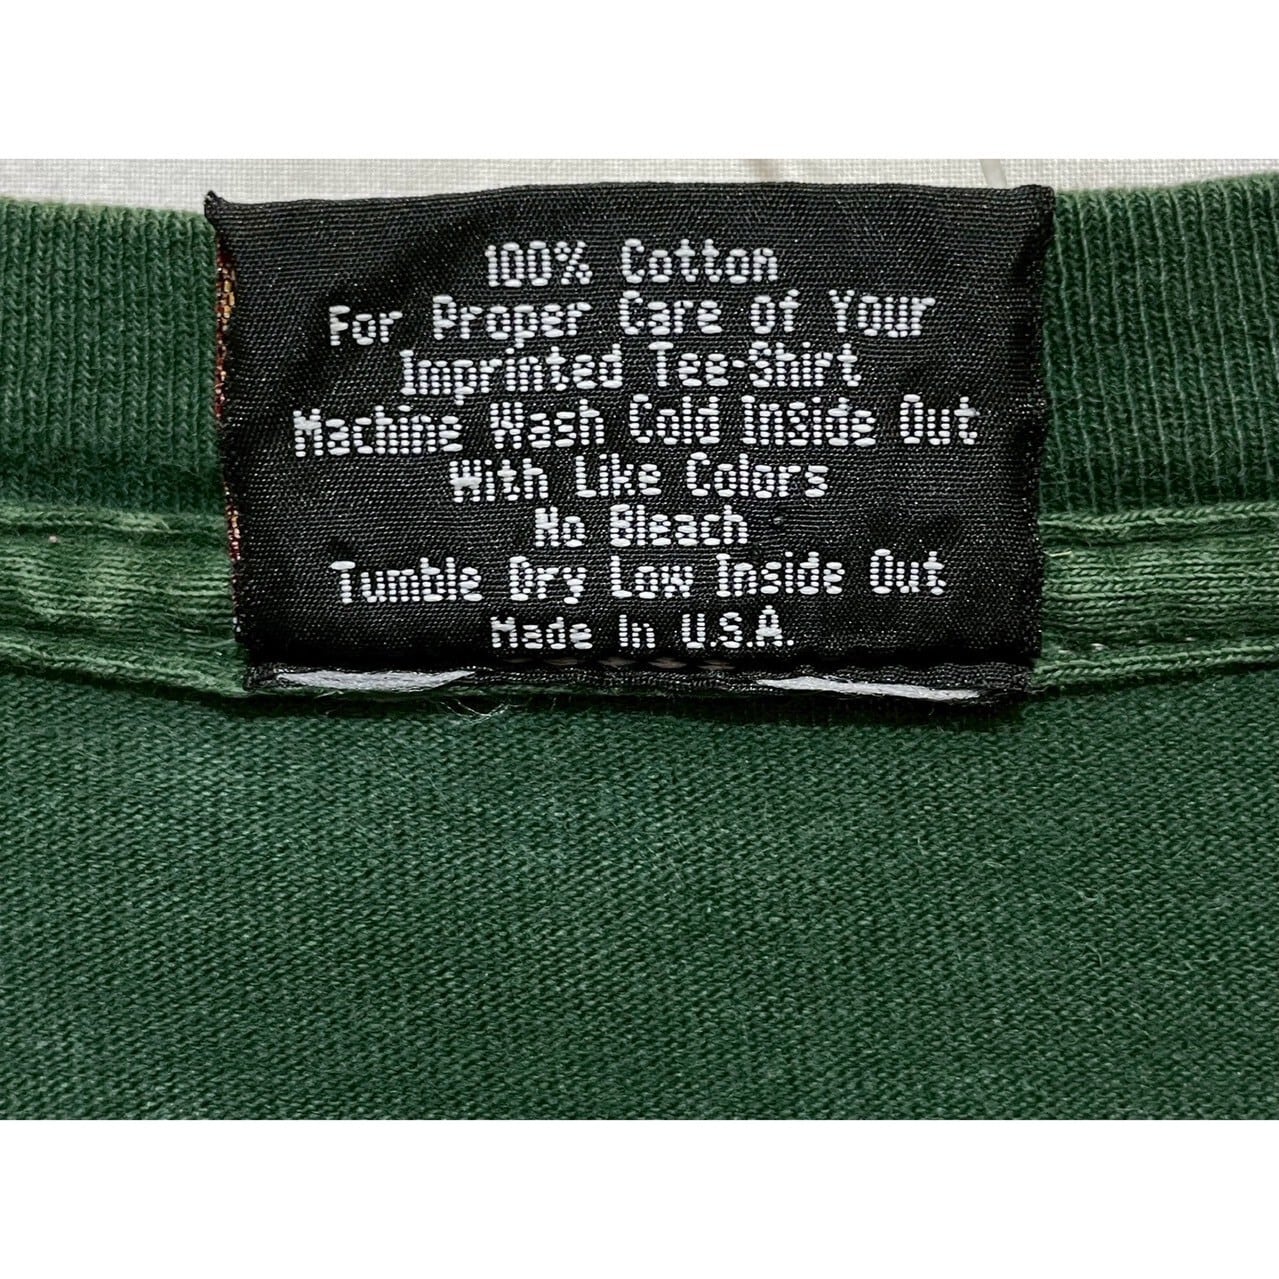 100% Cotton
For Proper Care of Your
Imprinted Tee-Shirt
Machine Wash Cold Inside Out
With Like Colors
No Bleach
Tumble Dry Low Inside Out
Made In U.S.A.